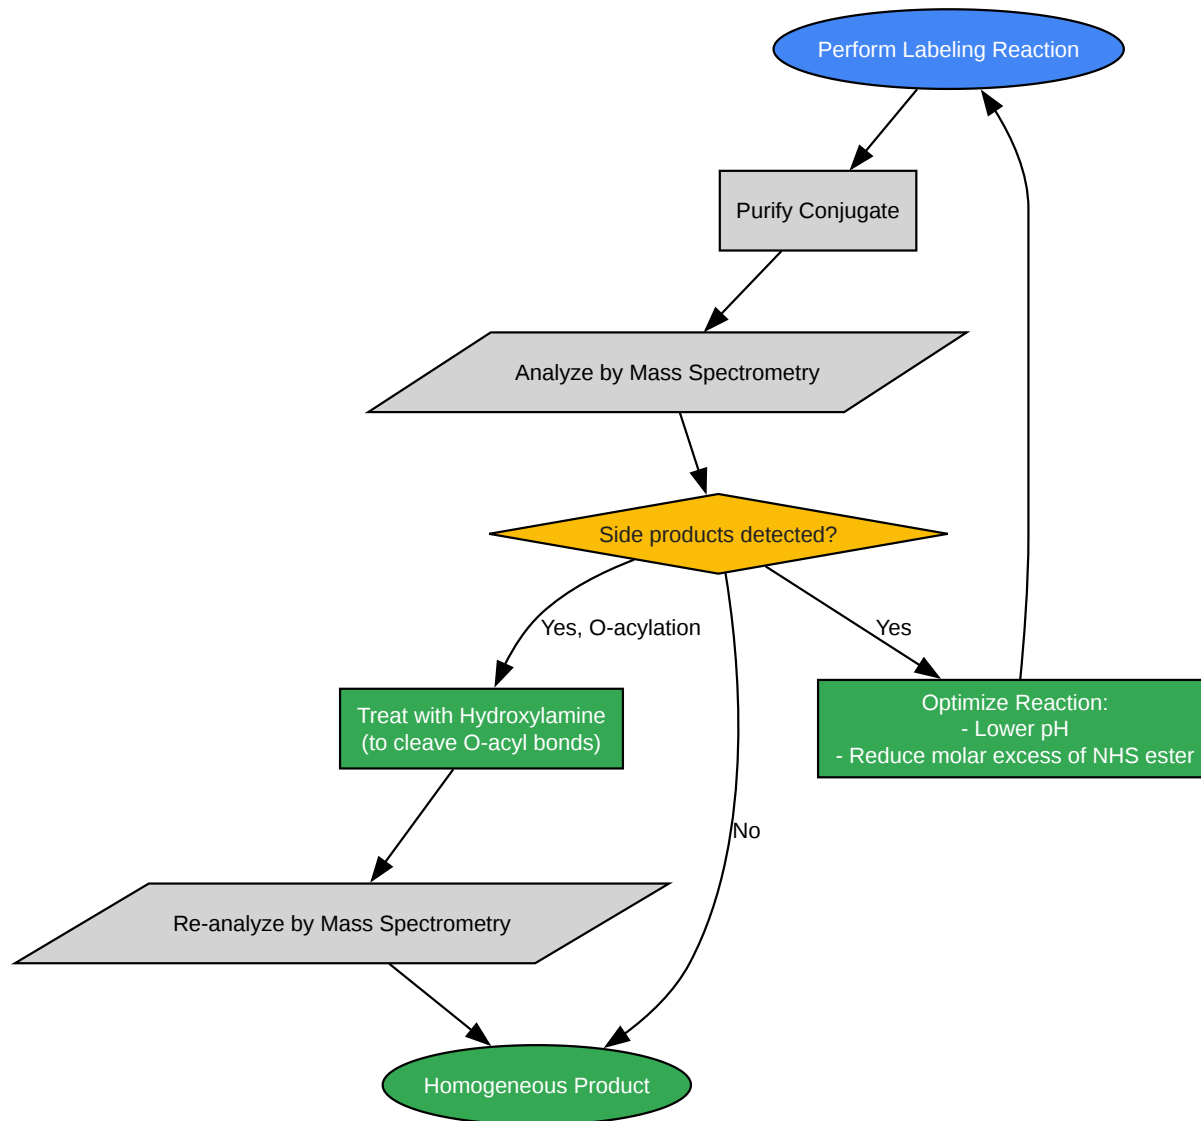 Perform Labeling Reaction
Purify Conjugate
Analyze by Mass Spectrometry
Side products detected?
Yes, O-acylation
Yes
Treat with Hydroxylamine
(to cleave O-acyl bonds)
Optimize Reaction:
- Lower pH
- Reduce molar excess of NHS ester
No
Re-analyze by Mass Spectrometry
Homogeneous Product